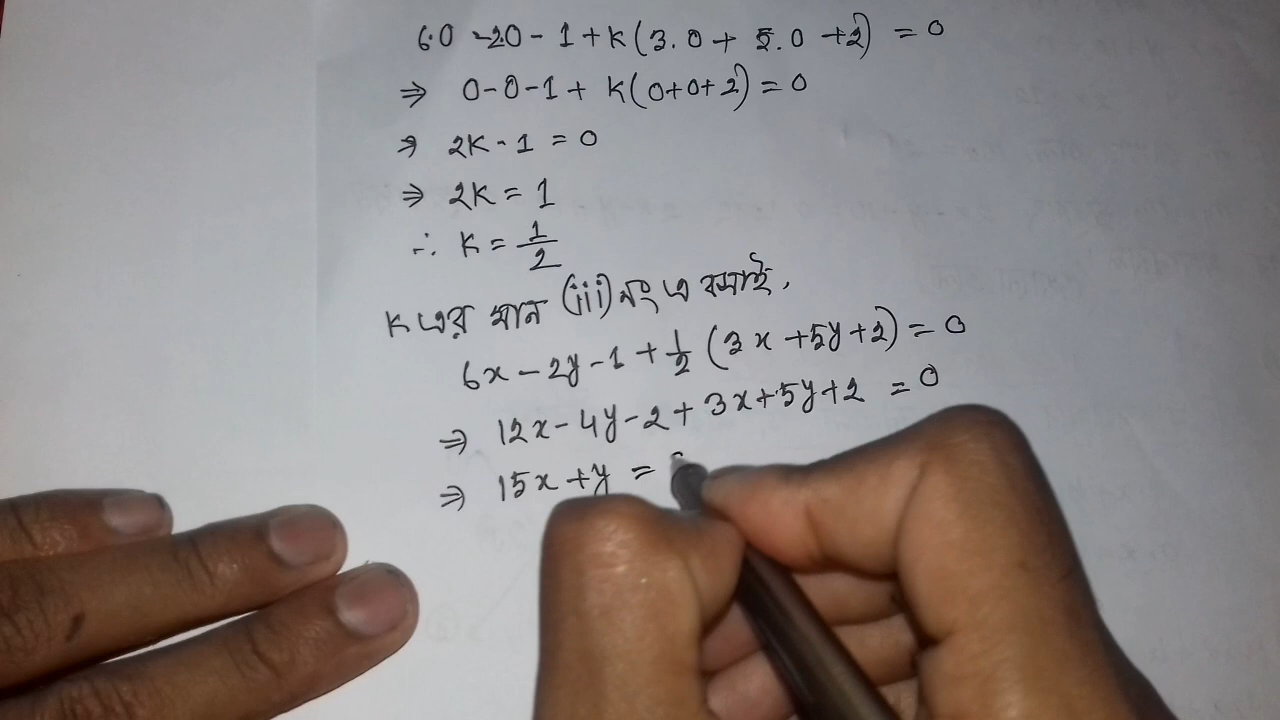 6.0 -2.0 - 1 + K (3.0 + 5.0 + 2) = 0
⇒ 0-0-1 + K(0+0+2) = 0
⇒ 2K - 1 = 0
⇒ 2K = 1
∴ K = 1/2
K এর মান (iii) নং এ বসাই,
6x - 2y - 1 + 1/2 (3x + 5y + 2) = 0
⇒ 12x - 4y - 2 + 3x + 5y + 2 = 0
⇒ 15x + y =